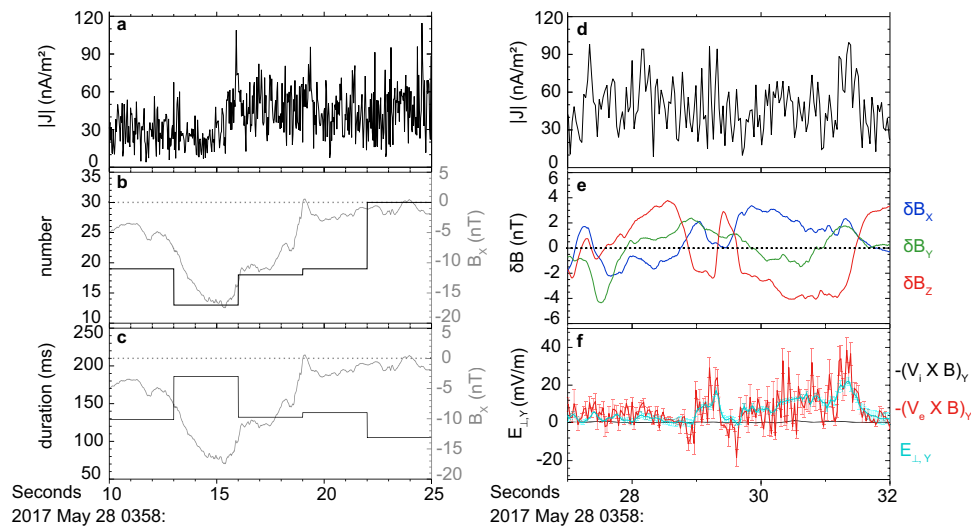 a
|J| (nA/m²)
120
90
60
30
0
b
number
35
30
25
20
15
10
5
0
-5
-10
-15
-20
B_X (nT)
c
duration (ms)
250
200
150
100
50
5
0
-5
-10
-15
-20
B_X (nT)
10 15 20 25
Seconds
2017 May 28 0358:
d
|J| (nA/m²)
120
90
60
30
0
e
δB (nT)
6
4
2
0
-2
-4
-6
δB_X
δB_Y
δB_Z
f
E_⊥,Y (mV/m)
40
20
0
-20
-(V_i X B)_Y
-(V_e X B)_Y
E_⊥,Y
28 30 32
Seconds
2017 May 28 0358: